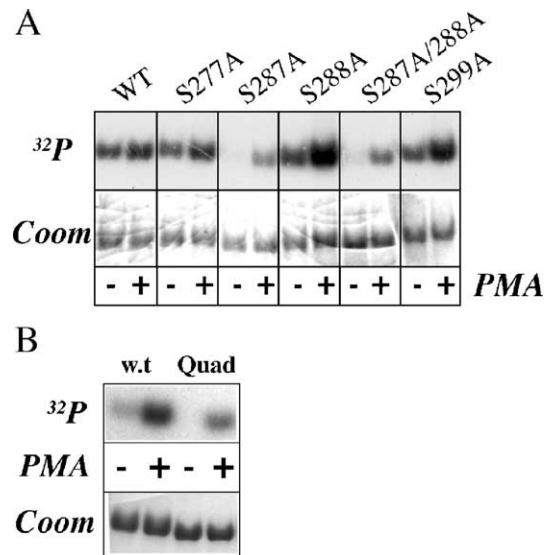 A
WT S277A S287A S288A S287A/288A S299A
32P
Coom
- + - + - + - + - + - + PMA
B
w.t Quad
32P
PMA - + - +
Coom